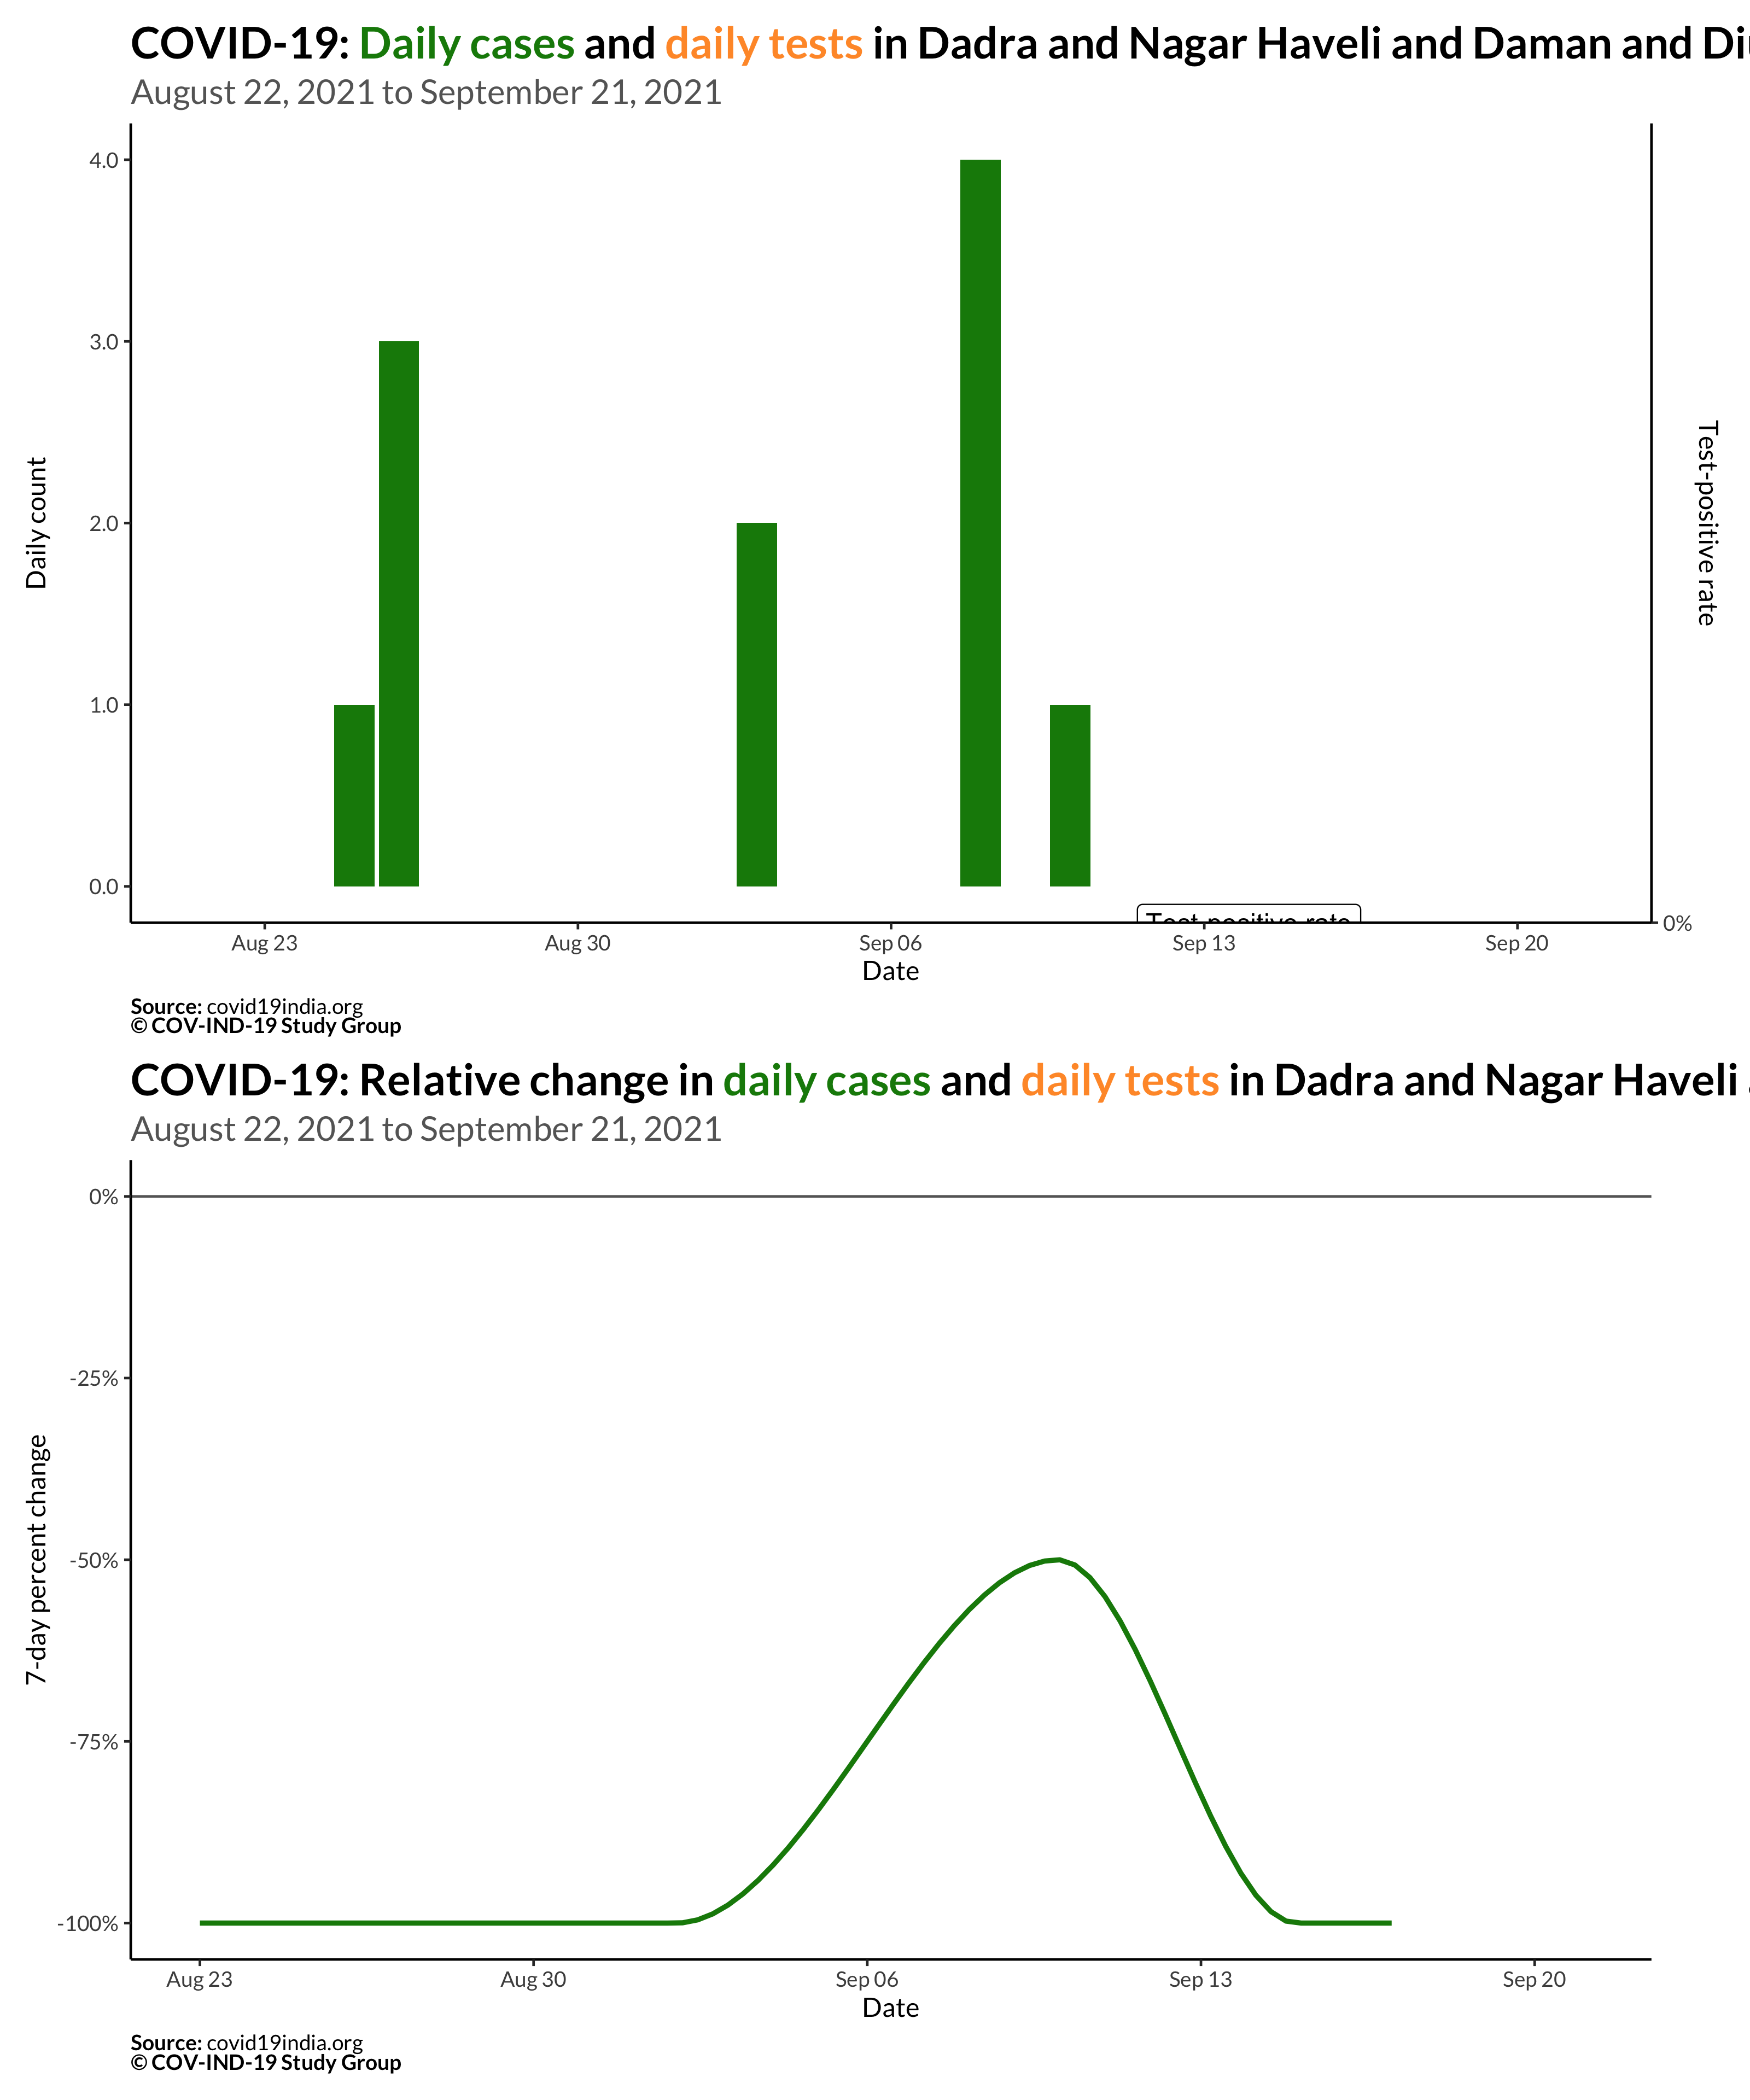 COVID-19: Daily cases and daily tests in Dadra and Nagar Haveli and Daman and Diu
August 22, 2021 to September 21, 2021
4.0
3.0
2.0
1.0
0.0
Daily count
Test-positive rate
Test-positive rate
0%
Aug 23
Aug 30
Sep 06
Sep 13
Sep 20
Date
Source: covid19india.org
© COV-IND-19 Study Group
COVID-19: Relative change in daily cases and daily tests in Dadra and Nagar Haveli
August 22, 2021 to September 21, 2021
0%
-25%
-50%
-75%
-100%
7-day percent change
Aug 23
Aug 30
Sep 06
Sep 13
Sep 20
Date
Source: covid19india.org
© COV-IND-19 Study Group